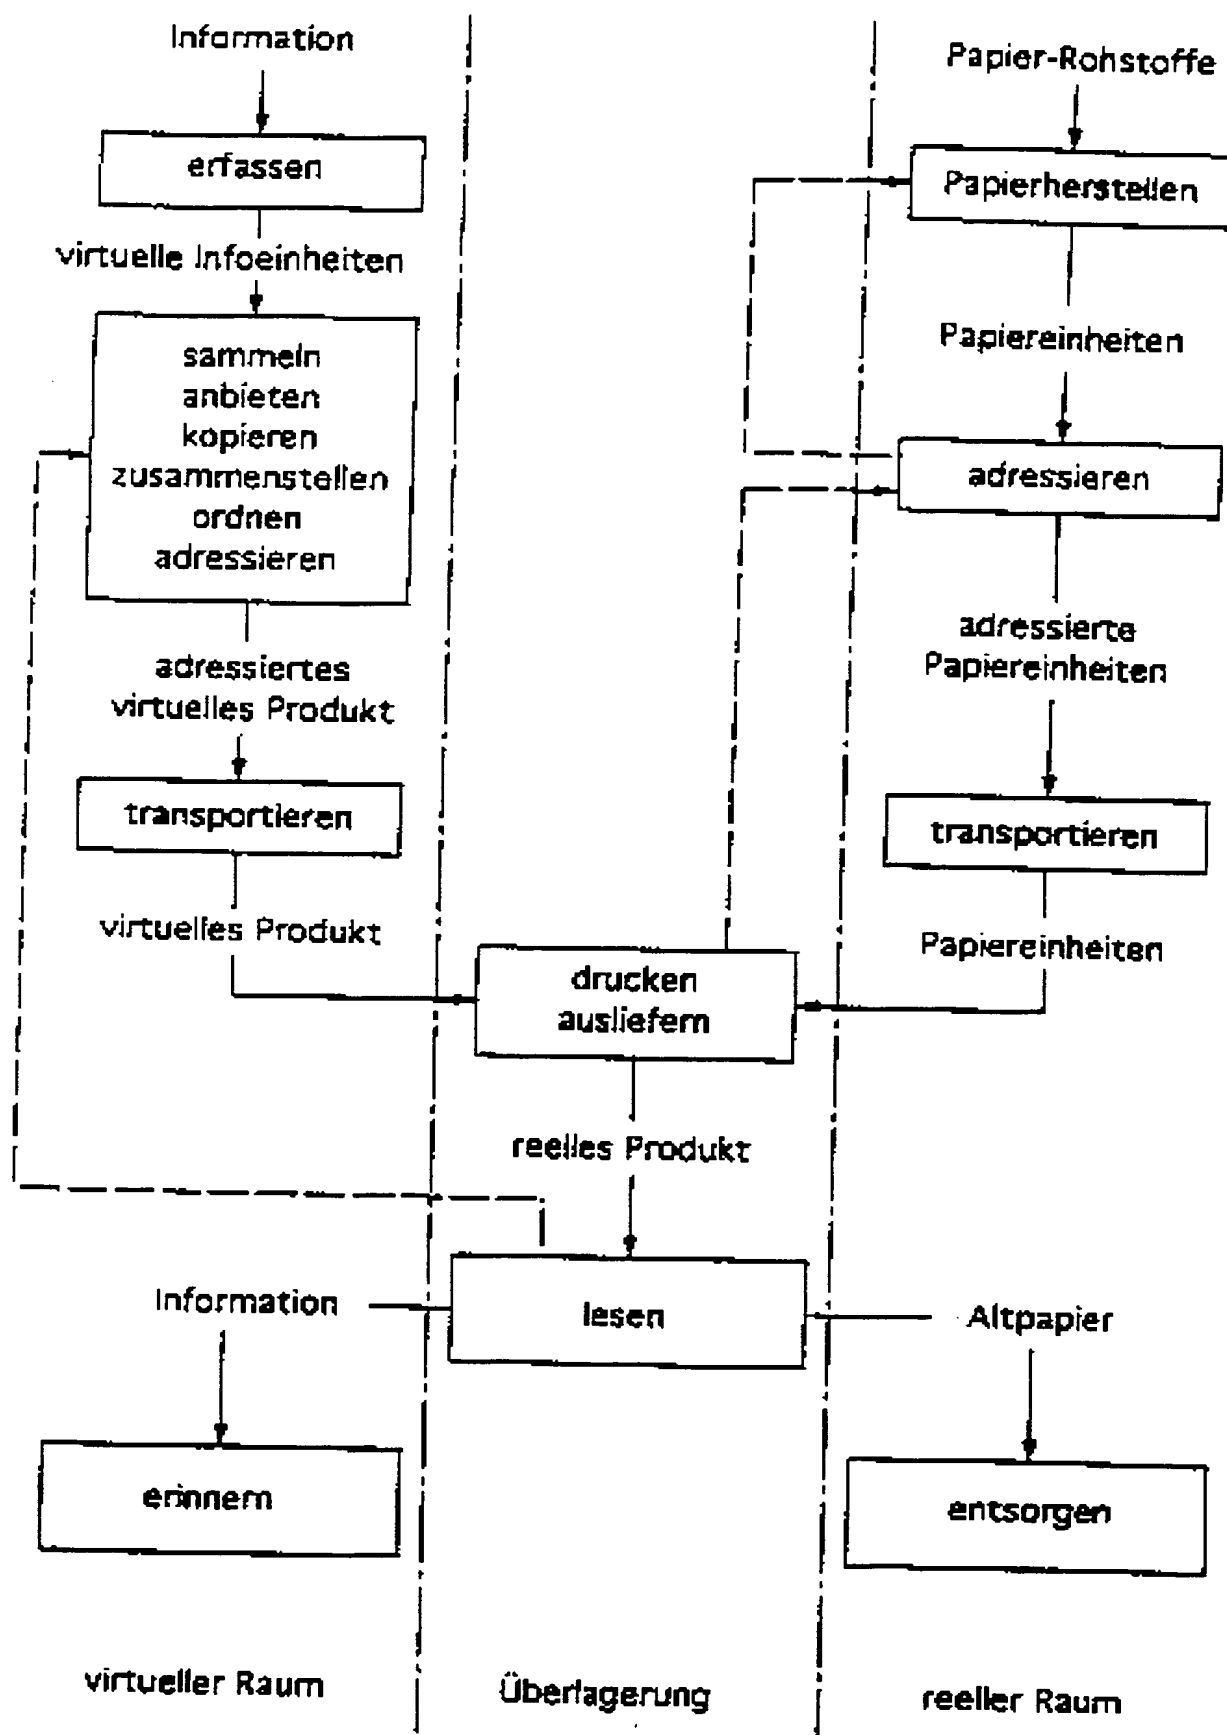 Information
erfassen
virtuelle Infoeinheiten
sammeln
anbieten
kopieren
zusammenstellen
ordnen
adressieren
adressiertes
virtuelles Produkt
transportieren
virtuelles Produkt
Information
erinnern
virtueller Raum
drucken
ausliefern
reelles Produkt
lesen
Überlagerung
Papier-Rohstoffe
Papierherstellen
Papiereinheiten
adressieren
adressierte
Papiereinheiten
transportieren
Papiereinheiten
Altpapier
entsorgen
reeller Raum